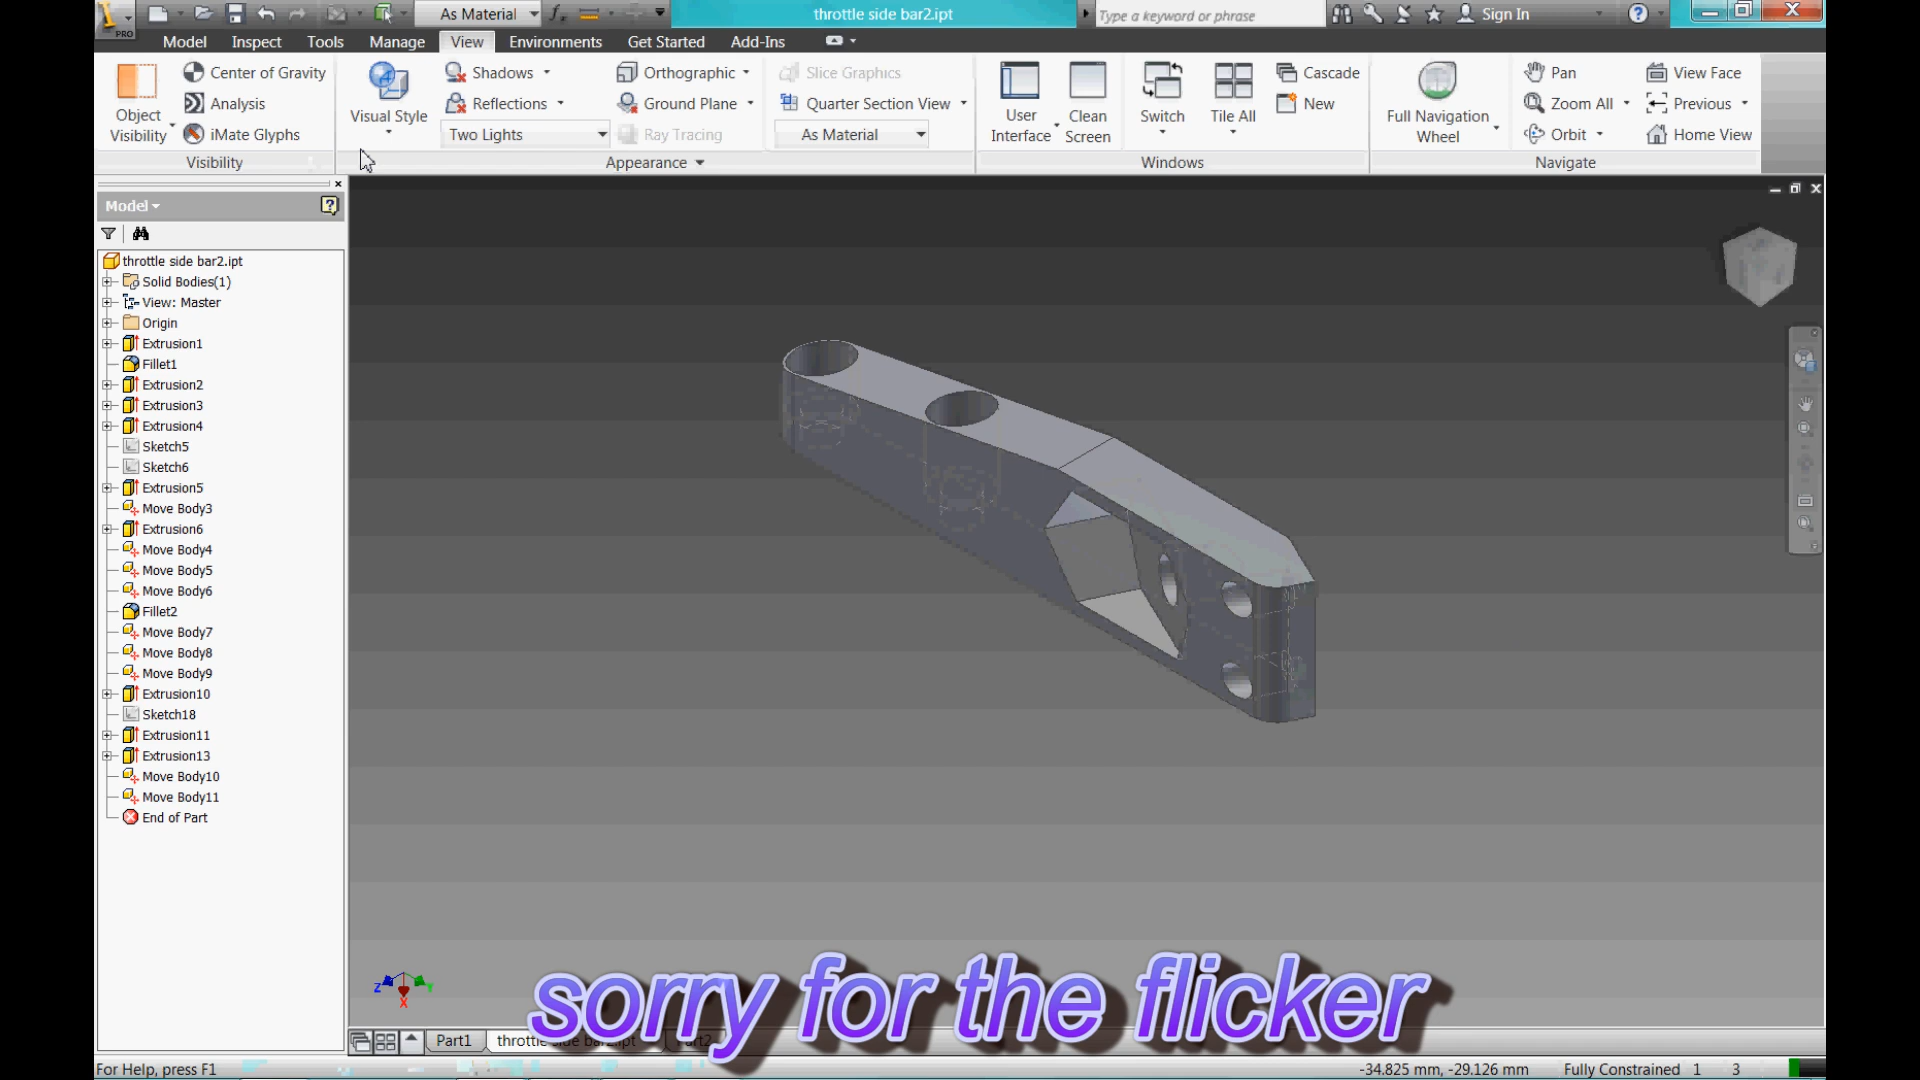 PRO
As Material
throttle side bar2.ipt
Type a keyword or phrase
Sign In
Model Inspect Tools Manage View Environments Get Started Add-Ins
Object Visibility
Center of Gravity
Analysis
iMate Glyphs
Visibility
Visual Style
Shadows
Reflections
Two Lights
Orthographic
Ground Plane
Ray Tracing
Slice Graphics
Quarter Section View
As Material
Appearance
User Interface
Clean Screen
Switch
Tile All
Cascade
New
Windows
Full Navigation Wheel
Pan
Zoom All
Orbit
View Face
Previous
Home View
Navigate
Model
throttle side bar2.ipt
Solid Bodies(1)
View: Master
Origin
Extrusion1
Fillet1
Extrusion2
Extrusion3
Extrusion4
Sketch5
Sketch6
Extrusion5
Move Body3
Extrusion6
Move Body4
Move Body5
Move Body6
Fillet2
Move Body7
Move Body8
Move Body9
Extrusion10
Sketch18
Extrusion11
Extrusion13
Move Body10
Move Body11
End of Part
Z Y X
sorry for the flicker
Part1 throttle side bar2.ipt Part2
For Help, press F1
-34.825 mm, -29.126 mm Fully Constrained 1 3